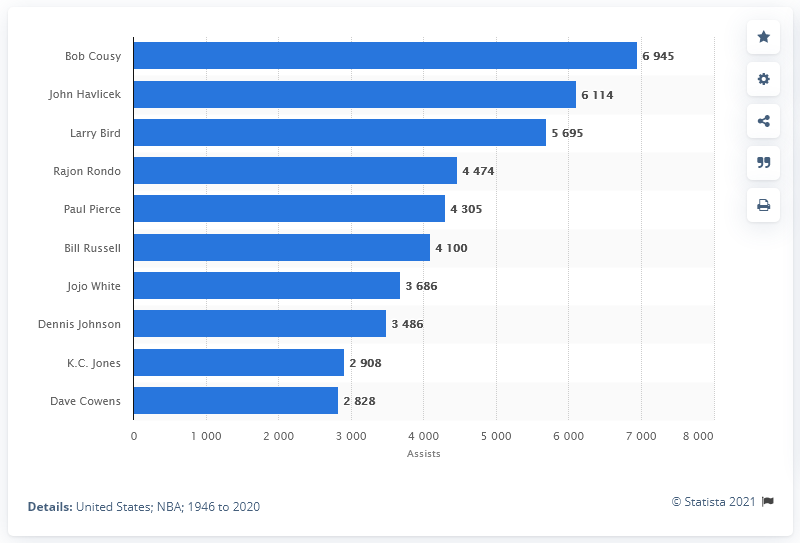 Bob Cousy 6 945
John Havlicek 6 114
Larry Bird 5 695
Rajon Rondo 4 474
Paul Pierce 4 305
Bill Russell 4 100
Jojo White 3 686
Dennis Johnson 3 486
K.C. Jones 2 908
Dave Cowens 2 828
0 1 000 2 000 3 000 4 000 5 000 6 000 7 000 8 000
Assists
Details: United States; NBA; 1946 to 2020
© Statista 2021